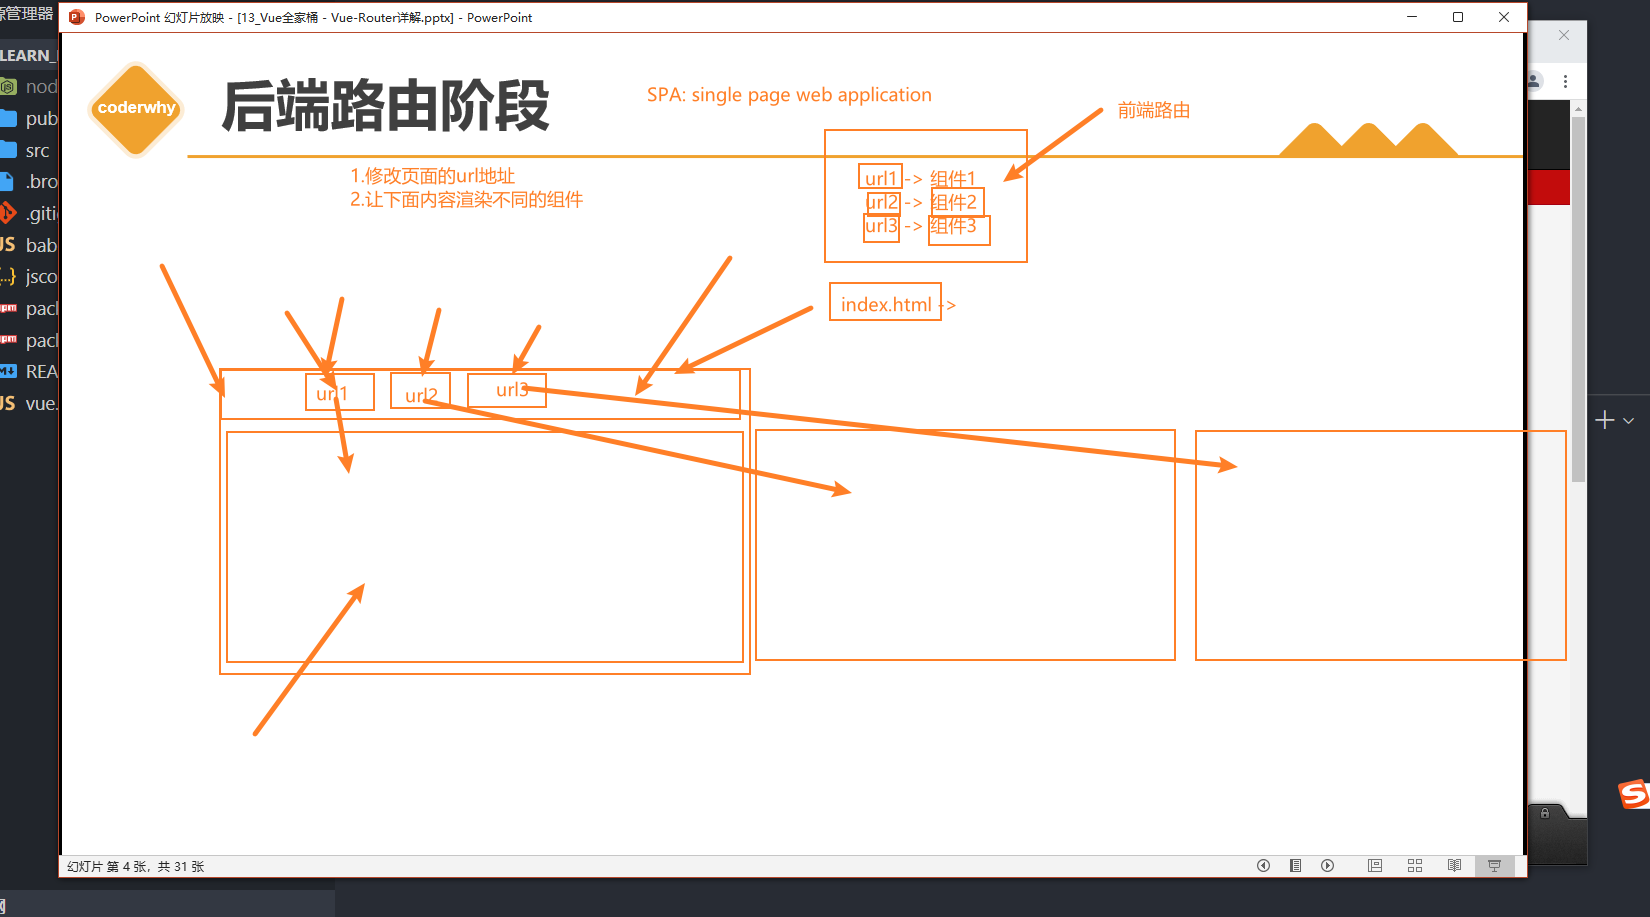 源管理器
PowerPoint 幻灯片放映 - [13_Vue全家桶 - Vue-Router详解.pptx] - PowerPoint
LEARN_
nod
pub
src
.bro
.giti
JS bab
{..} jsco
npm pack
npm pack
REA
JS vue.
coderwhy
后端路由阶段
SPA: single page web application
前端路由
1.修改页面的url地址
2.让下面内容渲染不同的组件
url1 -> 组件1
url2 -> 组件2
url3 -> 组件3
index.html ->
url1
url2
url3
幻灯片 第 4 张，共 31 张
网